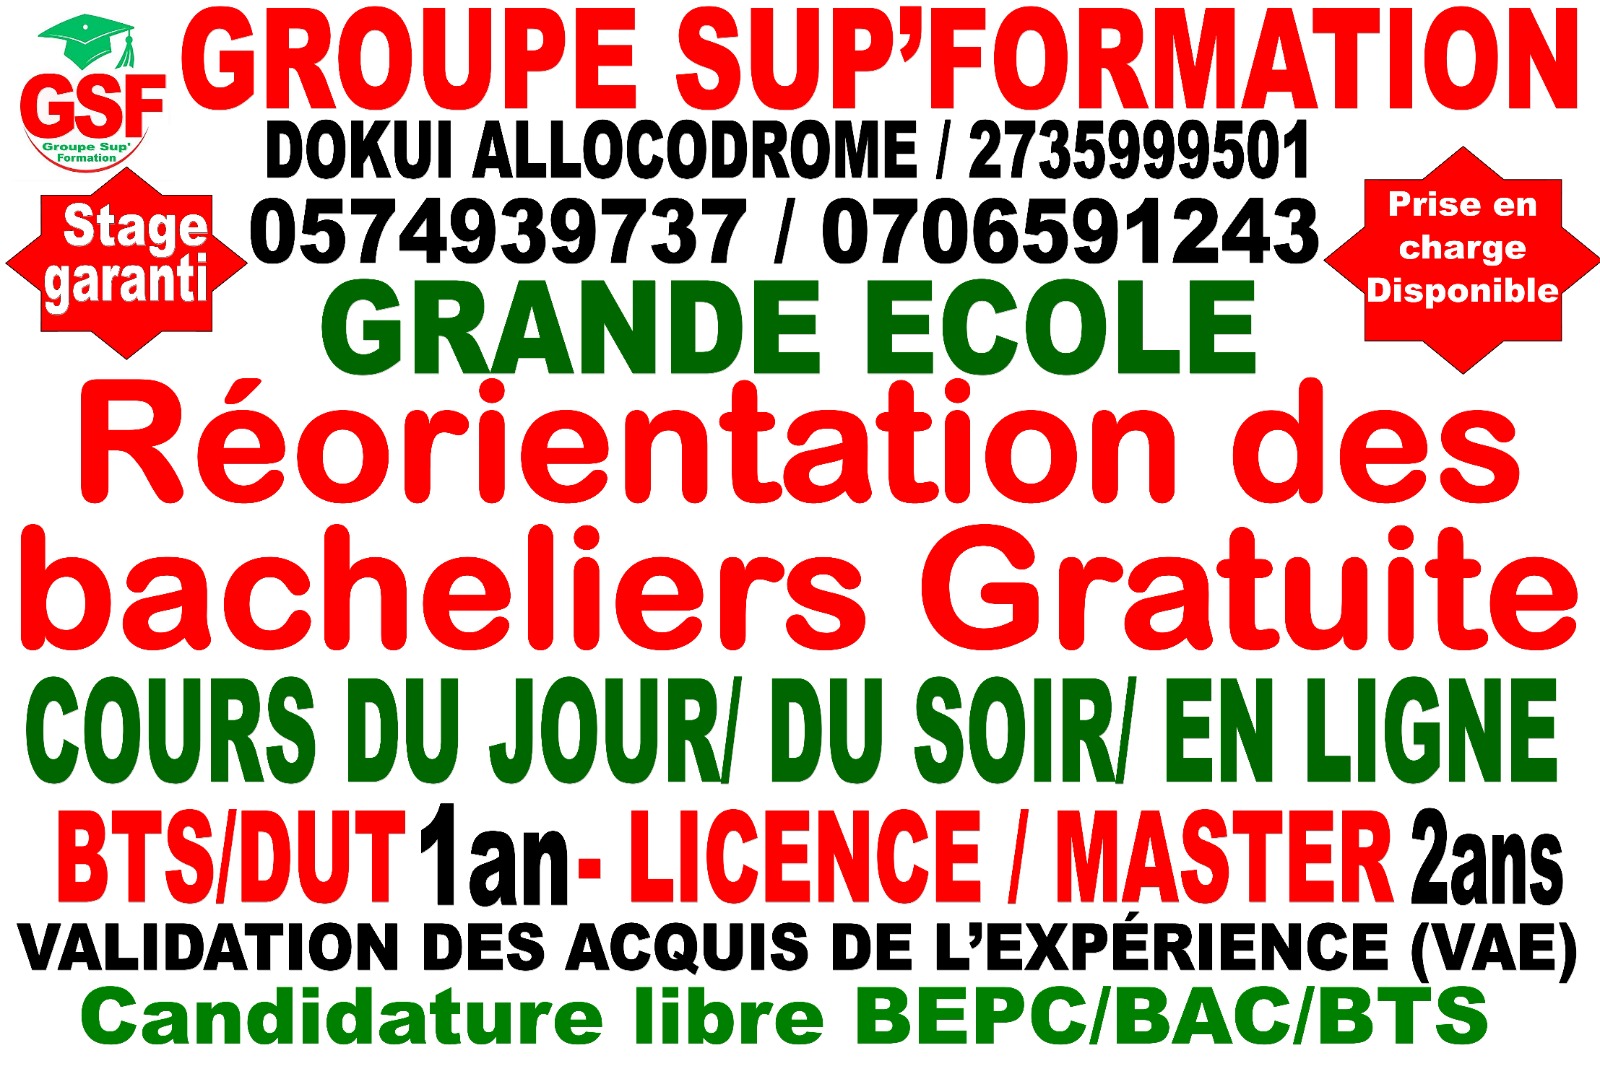 GSF
Groupe Sup'
Formation
GROUPE SUP’FORMATION
DOKUI ALLOCODROME / 2735999501
0574939737 / 0706591243
Stage
garanti
Prise en
charge
Disponible
GRANDE ECOLE
Réorientation des
bacheliers Gratuite
COURS DU JOUR/ DU SOIR/ EN LIGNE
BTS/DUT 1an - LICENCE / MASTER 2ans
VALIDATION DES ACQUIS DE L’EXPÉRIENCE (VAE)
Candidature libre BEPC/BAC/BTS